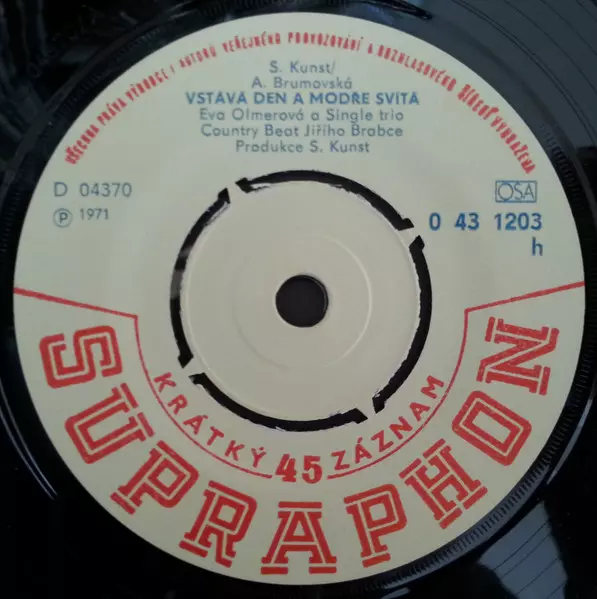 VŠECHNA PRÁVA VÝROBCE I AUTORŮ VEŘEJNÉHO PROVOZOVÁNÍ A ROZHLASOVÉHO ŠÍŘENÍ VYHRAZENA
S. Kunst/
A. Brumovská
VSTÁVÁ DEN A MODŘE SVÍTÁ
Eva Olmerová a Single trio
Country Beat Jiřího Brabce
Produkce S. Kunst
D 04370
OSA
Ⓟ 1971
0 43 1203
h
KRÁTKÝ 45 ZÁZNAM
SUPRAPHON